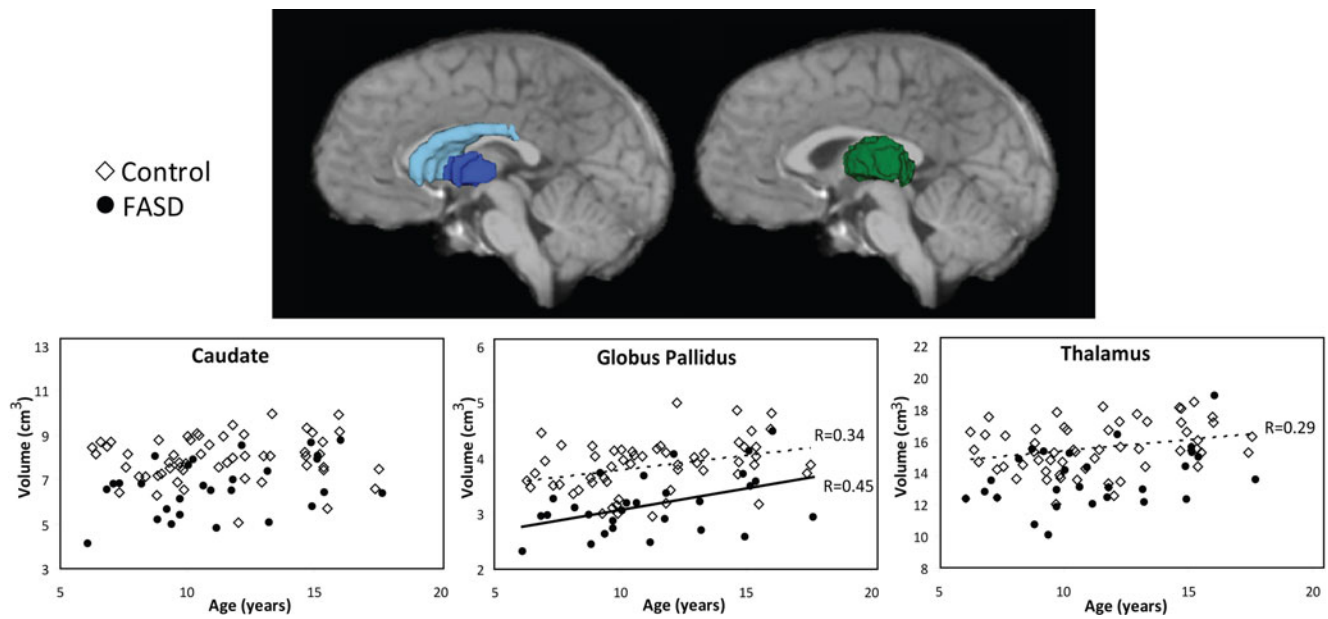 Control
FASD
Caudate
Volume (cm³)
13
11
9
7
5
3
5
10
15
20
Age (years)
Globus Pallidus
Volume (cm³)
6
5
4
3
2
R=0.34
R=0.45
5
10
15
20
Age (years)
Thalamus
Volume (cm³)
22
20
18
16
14
12
10
8
R=0.29
5
10
15
20
Age (years)